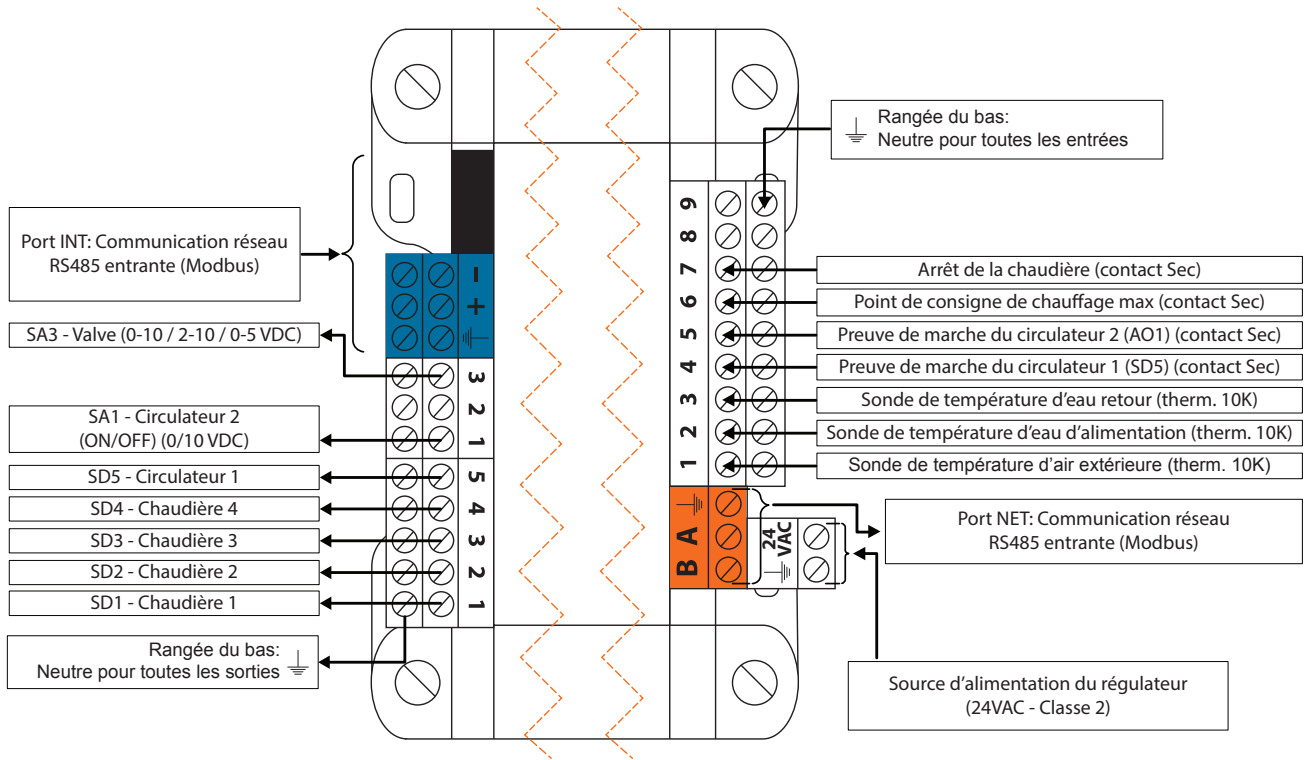 Rangée du bas:
Neutre pour toutes les entrées
Port INT: Communication réseau
RS485 entrante (Modbus)
SA3 - Valve (0-10 / 2-10 / 0-5 VDC)
SA1 - Circulateur 2
(ON/OFF) (0/10 VDC)
SD5 - Circulateur 1
SD4 - Chaudière 4
SD3 - Chaudière 3
SD2 - Chaudière 2
SD1 - Chaudière 1
Rangée du bas:
Neutre pour toutes les sorties
-
+
3
2
1
5
4
3
2
1
9
8
7
6
5
4
3
2
1
A
B
24
VAC
Arrêt de la chaudière (contact Sec)
Point de consigne de chauffage max (contact Sec)
Preuve de marche du circulateur 2 (AO1) (contact Sec)
Preuve de marche du circulateur 1 (SD5) (contact Sec)
Sonde de température d'eau retour (therm. 10K)
Sonde de température d'eau d'alimentation (therm. 10K)
Sonde de température d'air extérieure (therm. 10K)
Port NET: Communication réseau
RS485 entrante (Modbus)
Source d'alimentation du régulateur
(24VAC - Classe 2)